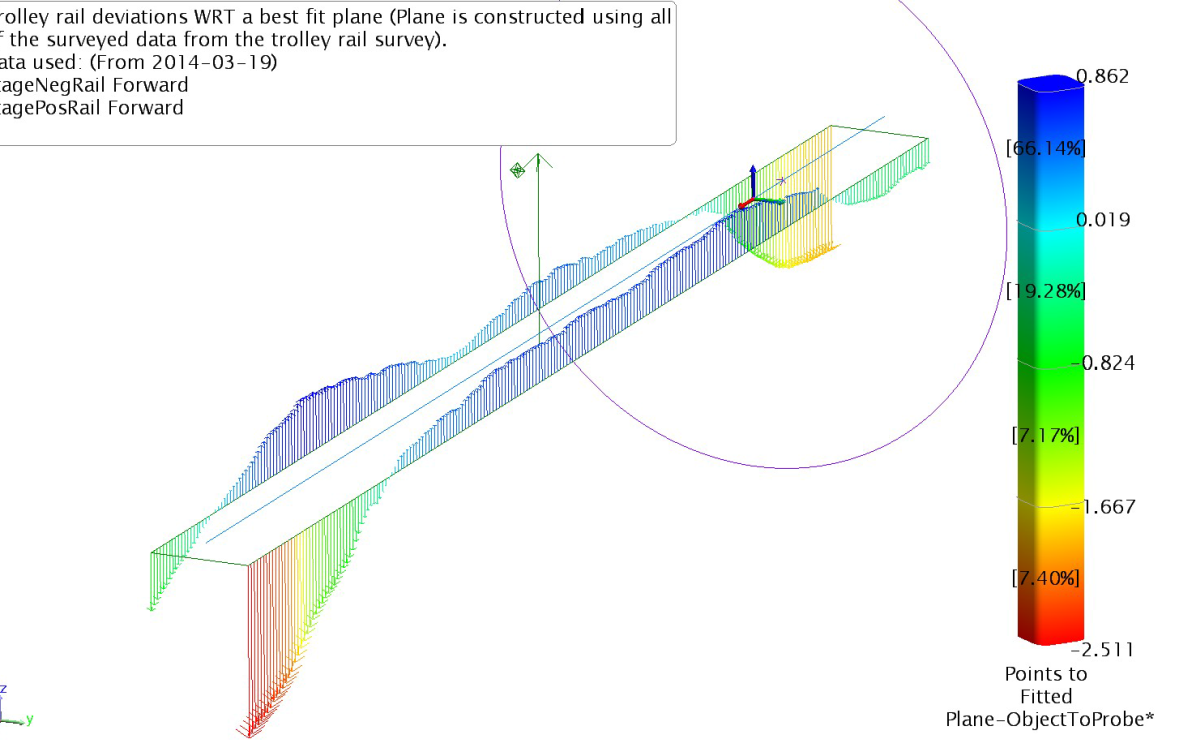 rolley rail deviations WRT a best fit plane (Plane is constructed using all
f the surveyed data from the trolley rail survey).
ata used: (From 2014-03-19)
tageNegRail Forward
tagePosRail Forward
0.862
[66.14%]
0.019
[19.28%]
-0.824
[7.17%]
-1.667
[7.40%]
-2.511
Points to
Fitted
Plane-ObjectToProbe*
z
y